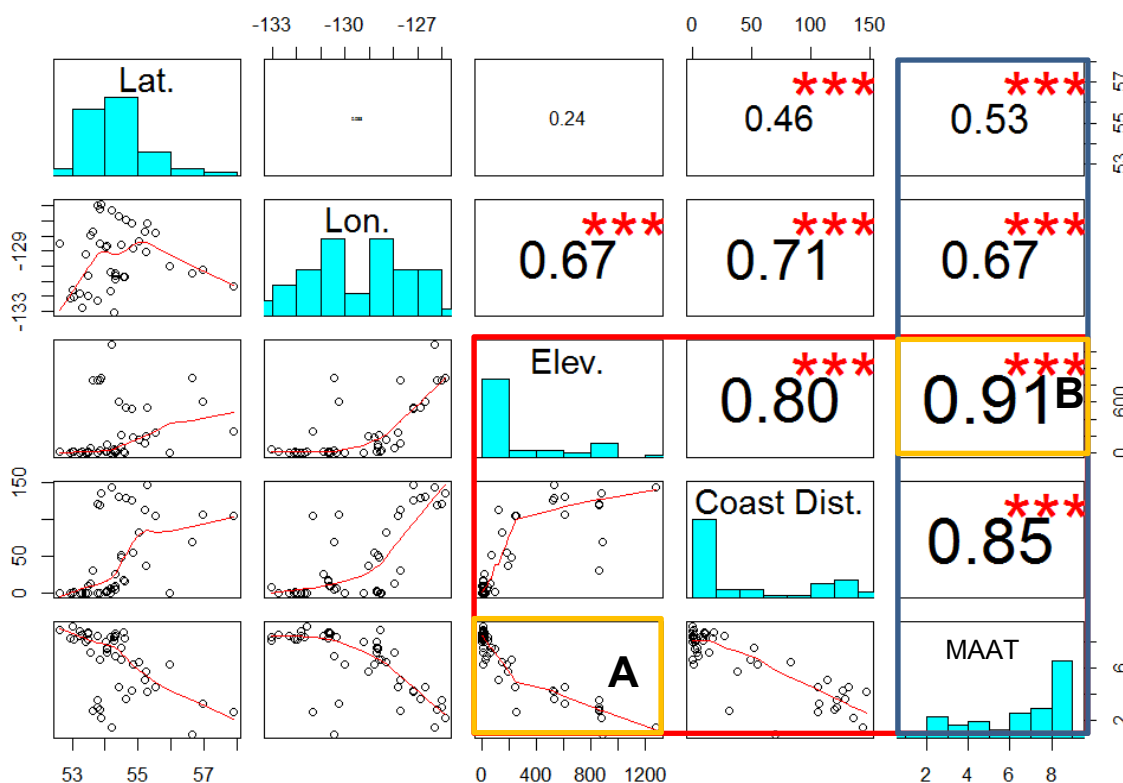 -133 -130 -127 0 50 100 150
Lat. 0.24 0.46 *** 0.53 *** 53 55 57
-133 -129 Lon. 0.67 *** 0.71 *** 0.67 ***
Elev. 0.80 *** 0.91 *** B 0 600
0 50 150 Coast Dist. 0.85 ***
A MAAT 2 6
53 55 57 0 400 800 1200 2 4 6 8